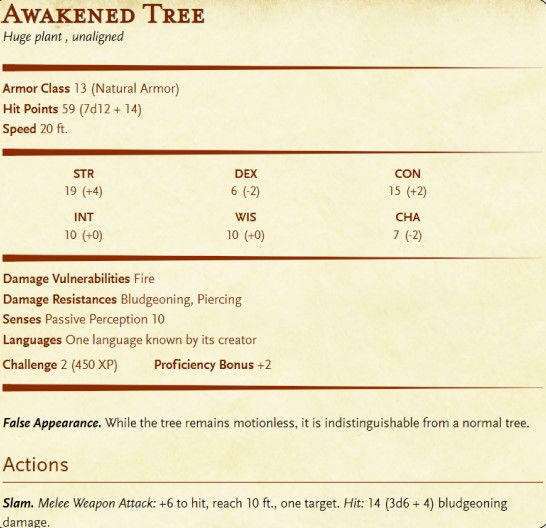 Awakened Tree
Huge plant , unaligned
Armor Class 13 (Natural Armor)
Hit Points 59 (7d12 + 14)
Speed 20 ft.
STR DEX CON
19 (+4) 6 (-2) 15 (+2)
INT WIS CHA
10 (+0) 10 (+0) 7 (-2)
Damage Vulnerabilities Fire
Damage Resistances Bludgeoning, Piercing
Senses Passive Perception 10
Languages One language known by its creator
Challenge 2 (450 XP) Proficiency Bonus +2
False Appearance. While the tree remains motionless, it is indistinguishable from a normal tree.
Actions
Slam. Melee Weapon Attack: +6 to hit, reach 10 ft., one target. Hit: 14 (3d6 + 4) bludgeoning
damage.